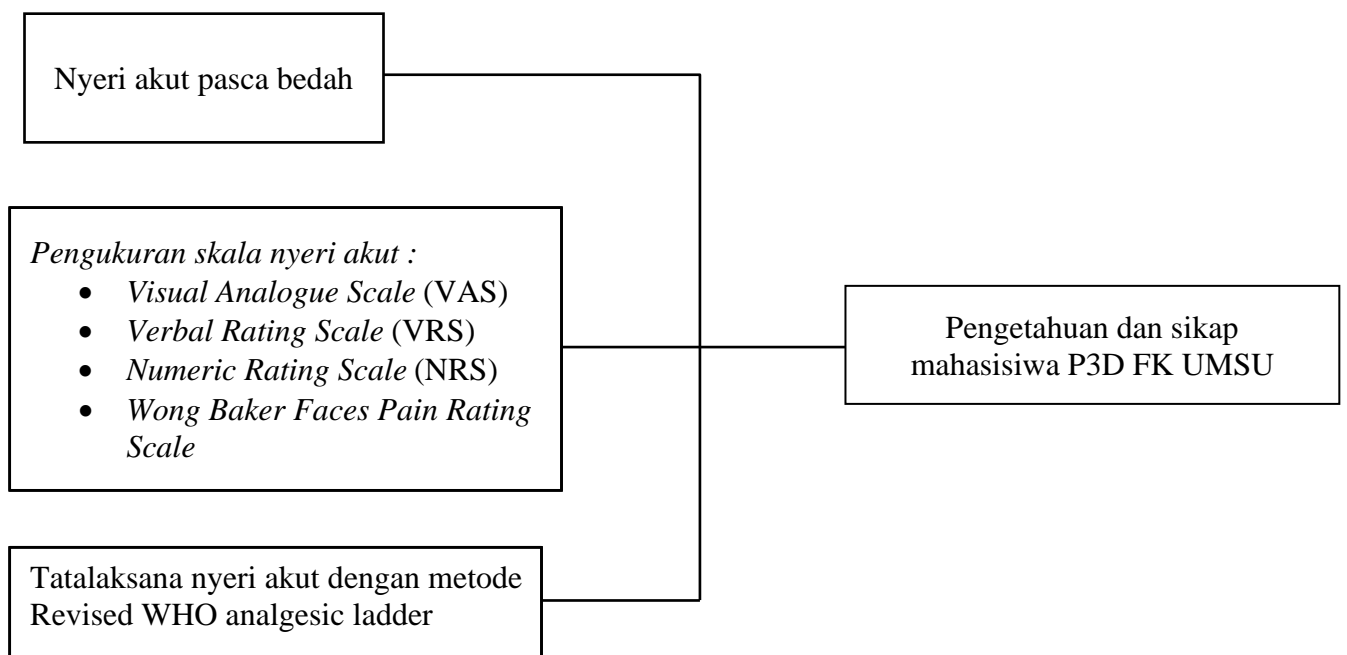 Nyeri akut pasca bedah
Pengukuran skala nyeri akut :
• Visual Analogue Scale (VAS)
• Verbal Rating Scale (VRS)
• Numeric Rating Scale (NRS)
• Wong Baker Faces Pain Rating
Scale
Pengetahuan dan sikap
mahasisiwa P3D FK UMSU
Tatalaksana nyeri akut dengan metode
Revised WHO analgesic ladder